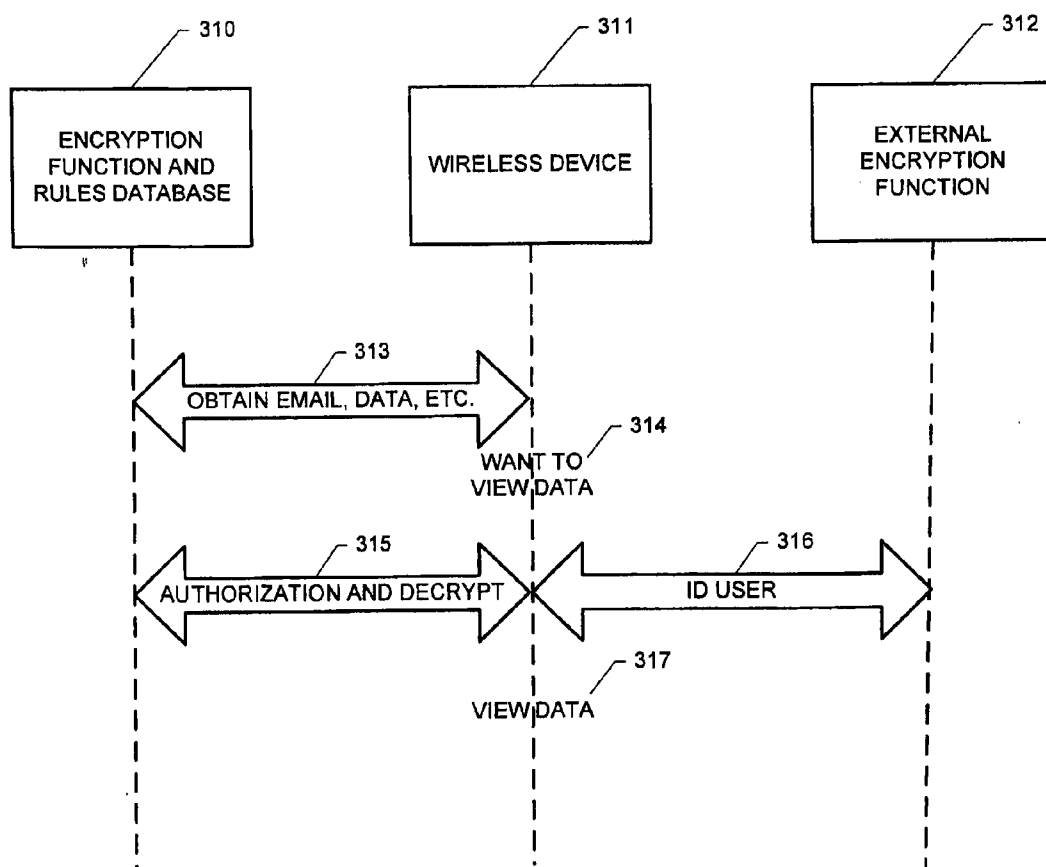 310
311
312
ENCRYPTION
FUNCTION AND
RULES DATABASE
WIRELESS DEVICE
EXTERNAL
ENCRYPTION
FUNCTION
313
OBTAIN EMAIL, DATA, ETC.
314
WANT TO
VIEW DATA
315
AUTHORIZATION AND DECRYPT
316
ID USER
317
VIEW DATA